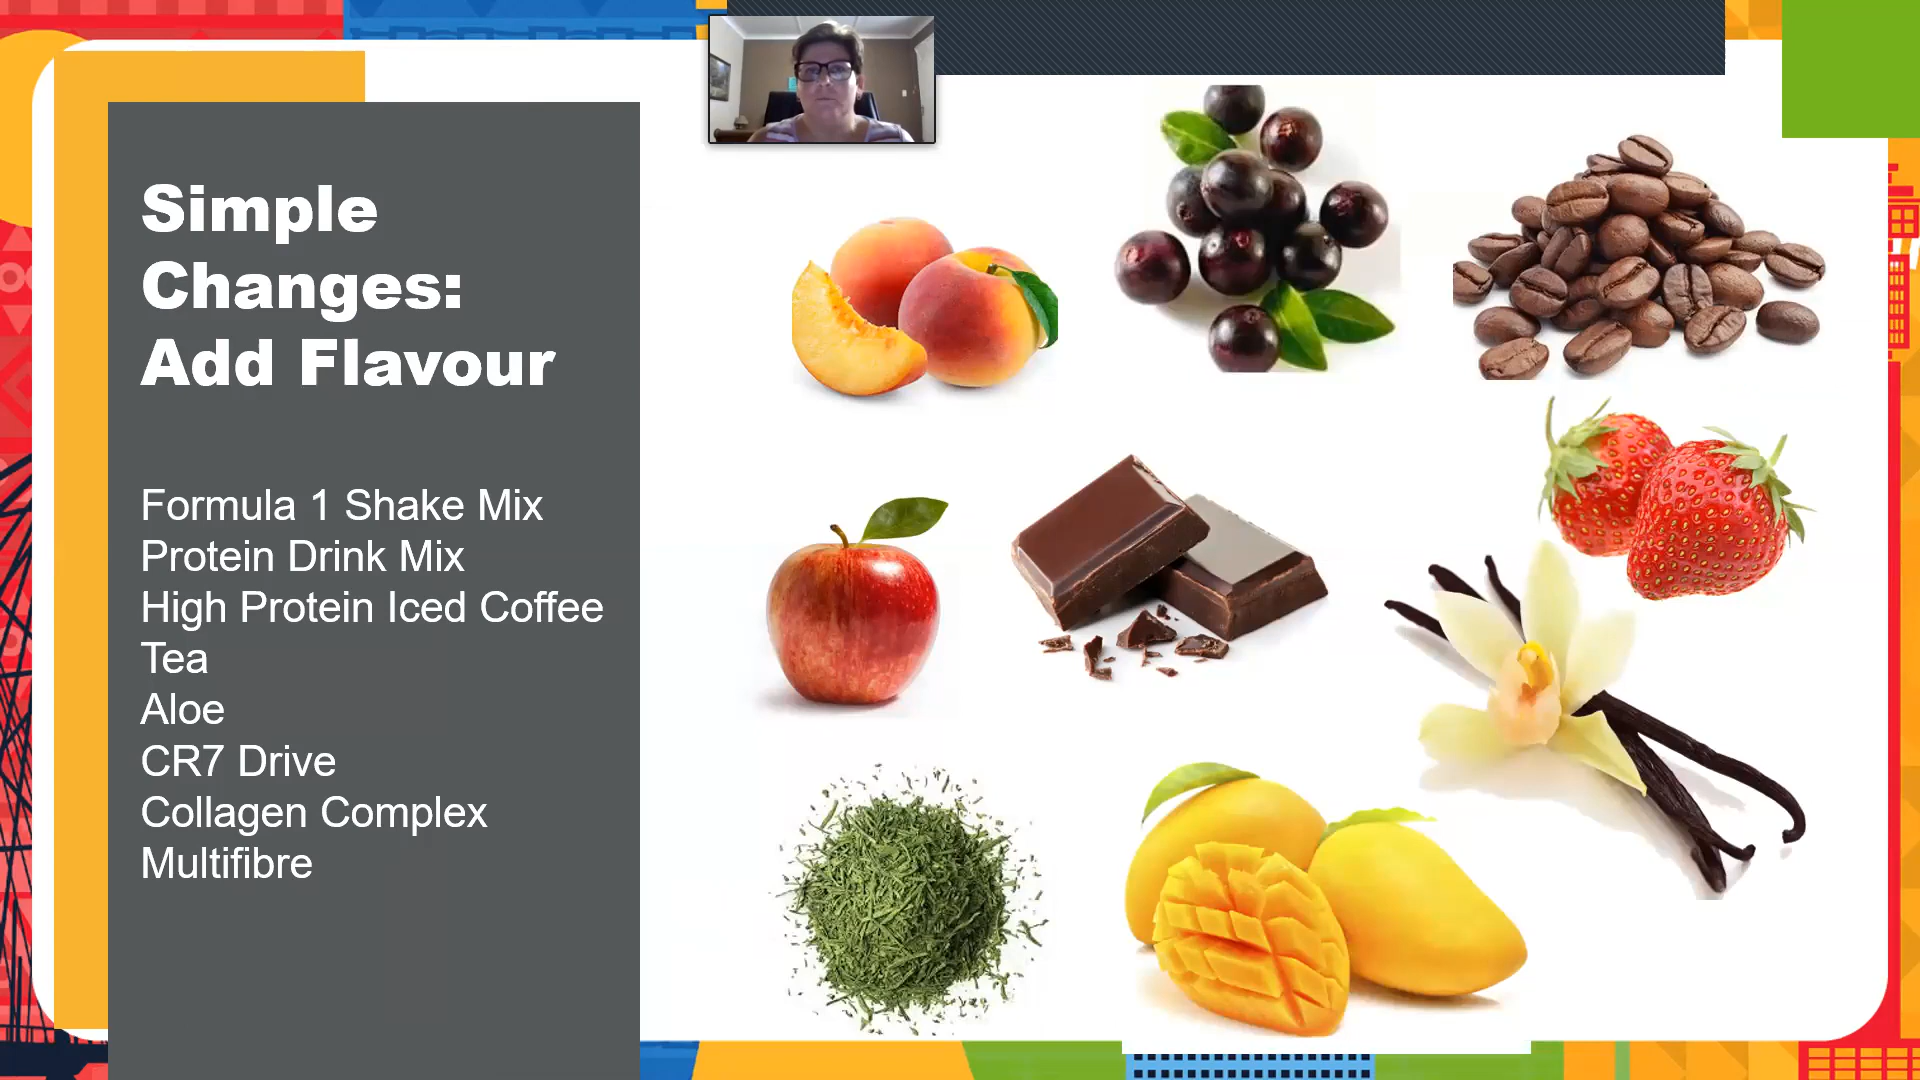 Simple
Changes:
Add Flavour
Formula 1 Shake Mix
Protein Drink Mix
High Protein Iced Coffee
Tea
Aloe
CR7 Drive
Collagen Complex
Multifibre